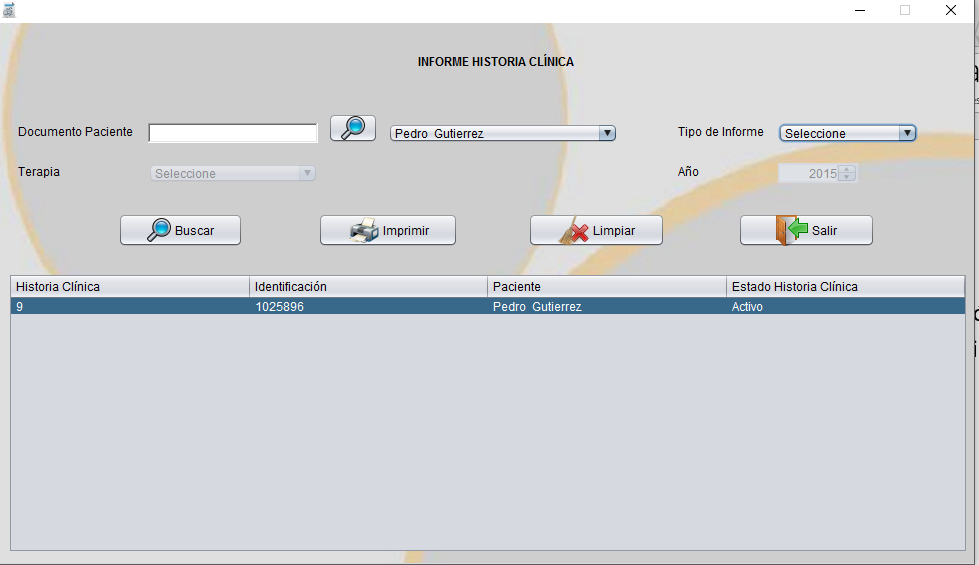 INFORME HISTORIA CLÍNICA
Documento Paciente Pedro Gutierrez Tipo de Informe Seleccione
Terapia Seleccione Año 2015
Buscar Imprimir Limpiar Salir
Historia Clínica Identificación Paciente Estado Historia Clínica
9 1025896 Pedro Gutierrez Activo